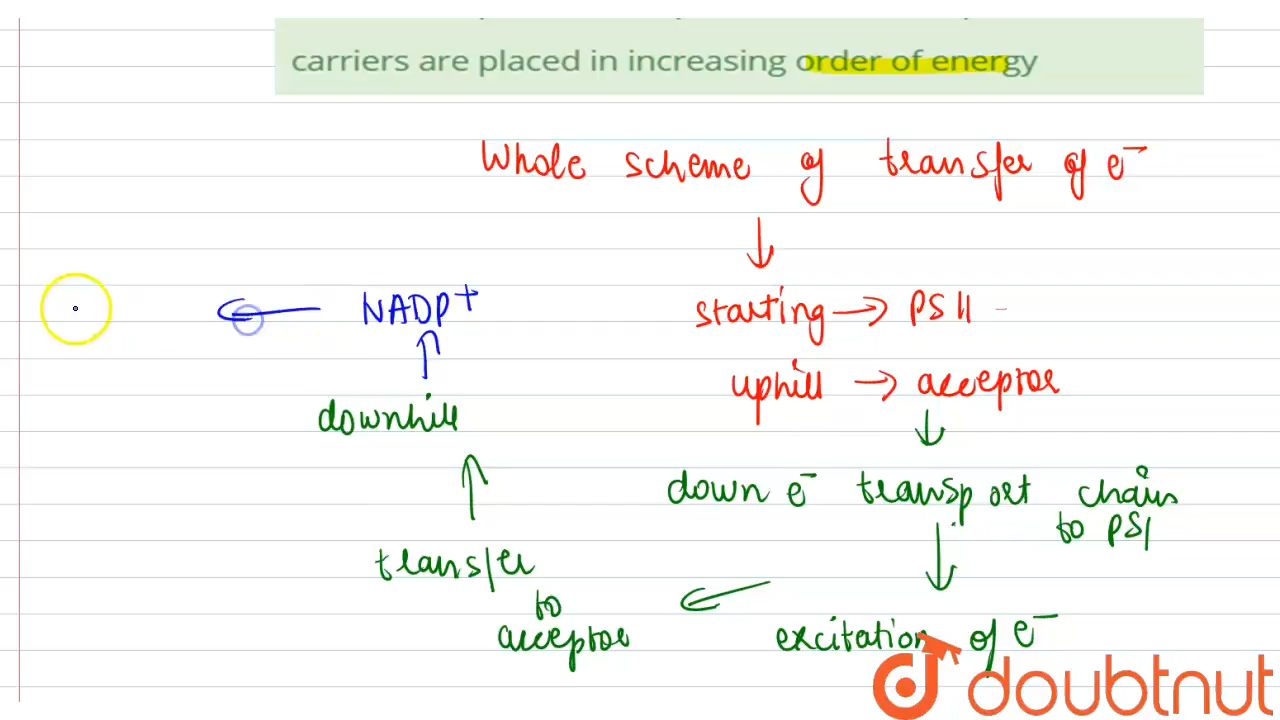 carriers are placed in increasing order of energy
Whole scheme of transfer of e⁻
↓
starting → PS II -
uphill → acceptor
↓
down e⁻ transport chain
to PS I
↓
excitation of e⁻
←
transfer
to
acceptor
↑
downhill
↑
NADP+
←
doubtnut